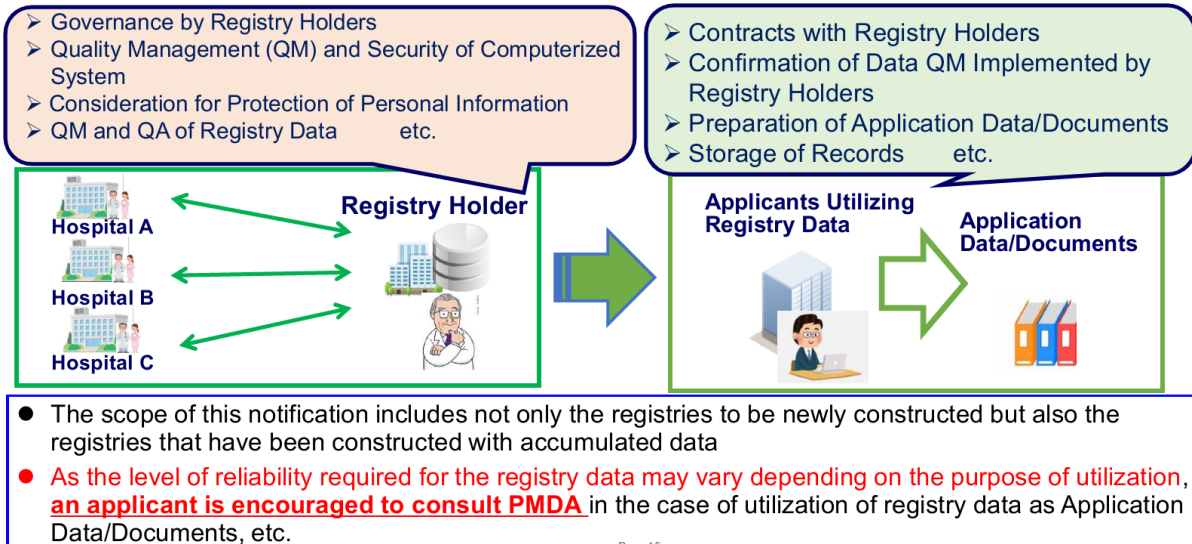 ➢ Governance by Registry Holders
➢ Quality Management (QM) and Security of Computerized
System
➢ Consideration for Protection of Personal Information
➢ QM and QA of Registry Data etc.
➢ Contracts with Registry Holders
➢ Confirmation of Data QM Implemented by
Registry Holders
➢ Preparation of Application Data/Documents
➢ Storage of Records etc.
Hospital A
Hospital B
Hospital C
Registry Holder
Applicants Utilizing
Registry Data
Application
Data/Documents
● The scope of this notification includes not only the registries to be newly constructed but also the
registries that have been constructed with accumulated data
● As the level of reliability required for the registry data may vary depending on the purpose of utilization,
an applicant is encouraged to consult PMDA in the case of utilization of registry data as Application
Data/Documents, etc.